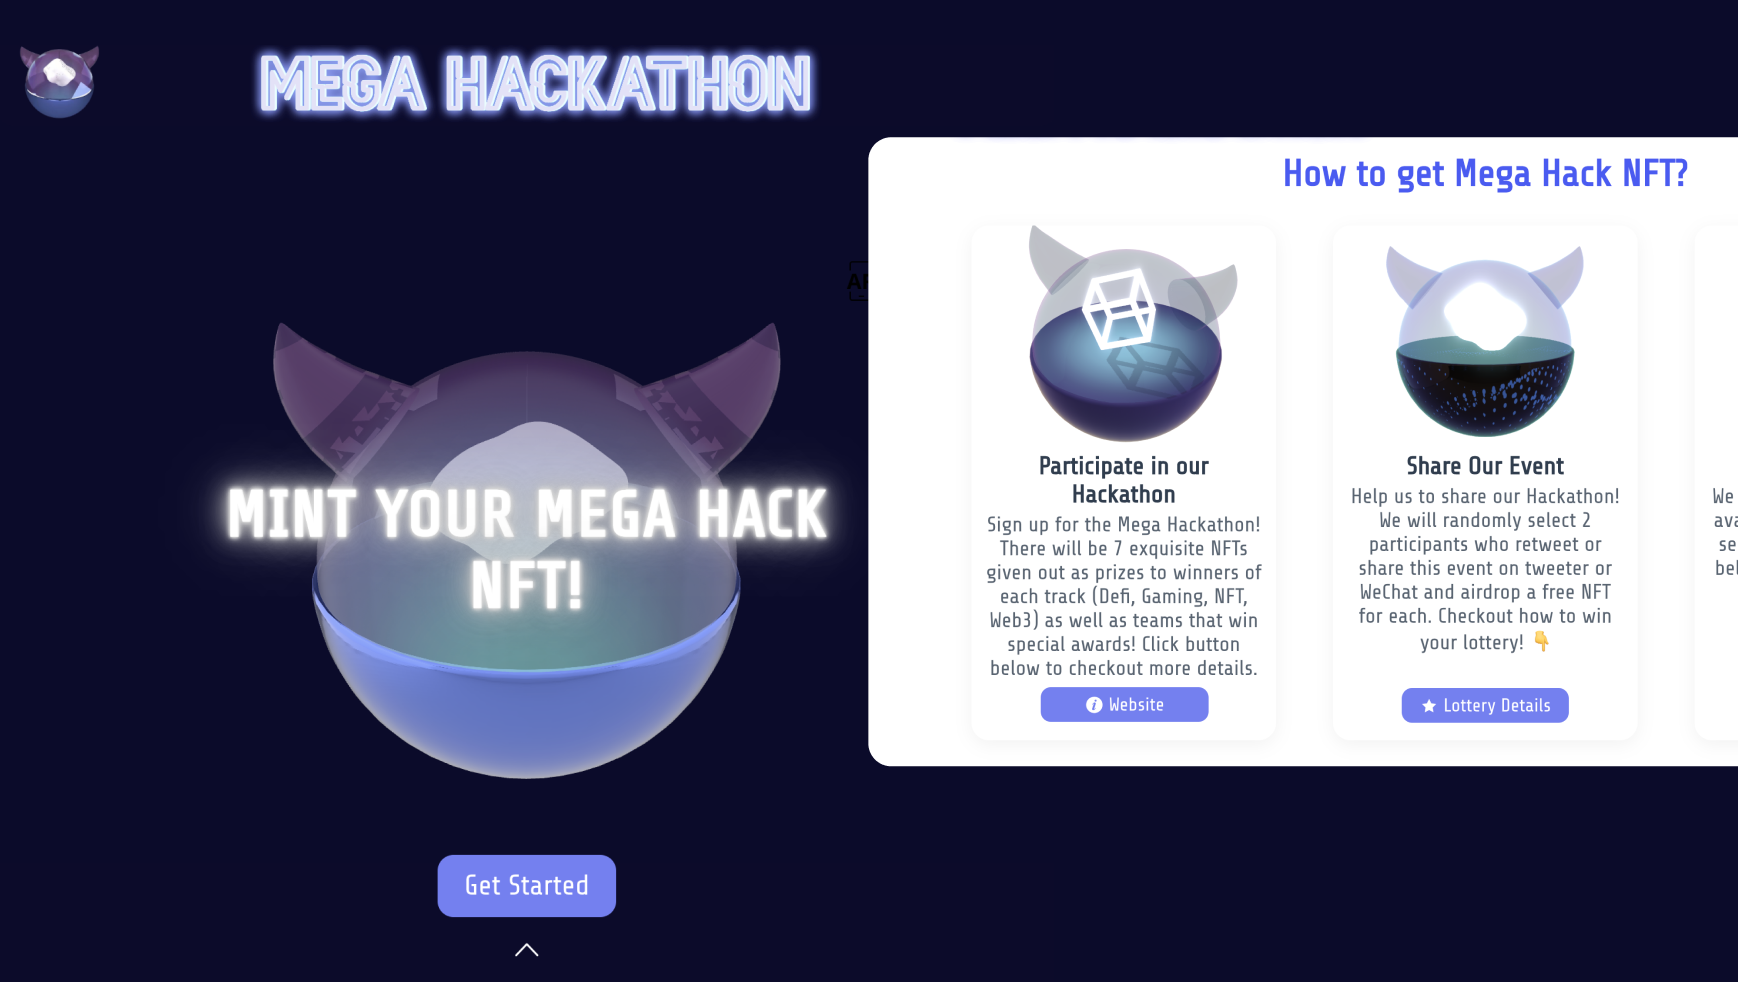 MEGA HACKATHON
MINT YOUR MEGA HACK
NFT!
Get Started
How to get Mega Hack NFT?
Participate in our
Hackathon
Sign up for the Mega Hackathon!
There will be 7 exquisite NFTs
given out as prizes to winners of
each track (Defi, Gaming, NFT,
Web3) as well as teams that win
special awards! Click button
below to checkout more details.
Website
Share Our Event
Help us to share our Hackathon!
We will randomly select 2
participants who retweet or
share this event on tweeter or
WeChat and airdrop a free NFT
for each. Checkout how to win
your lottery! 👇
Lottery Details
We